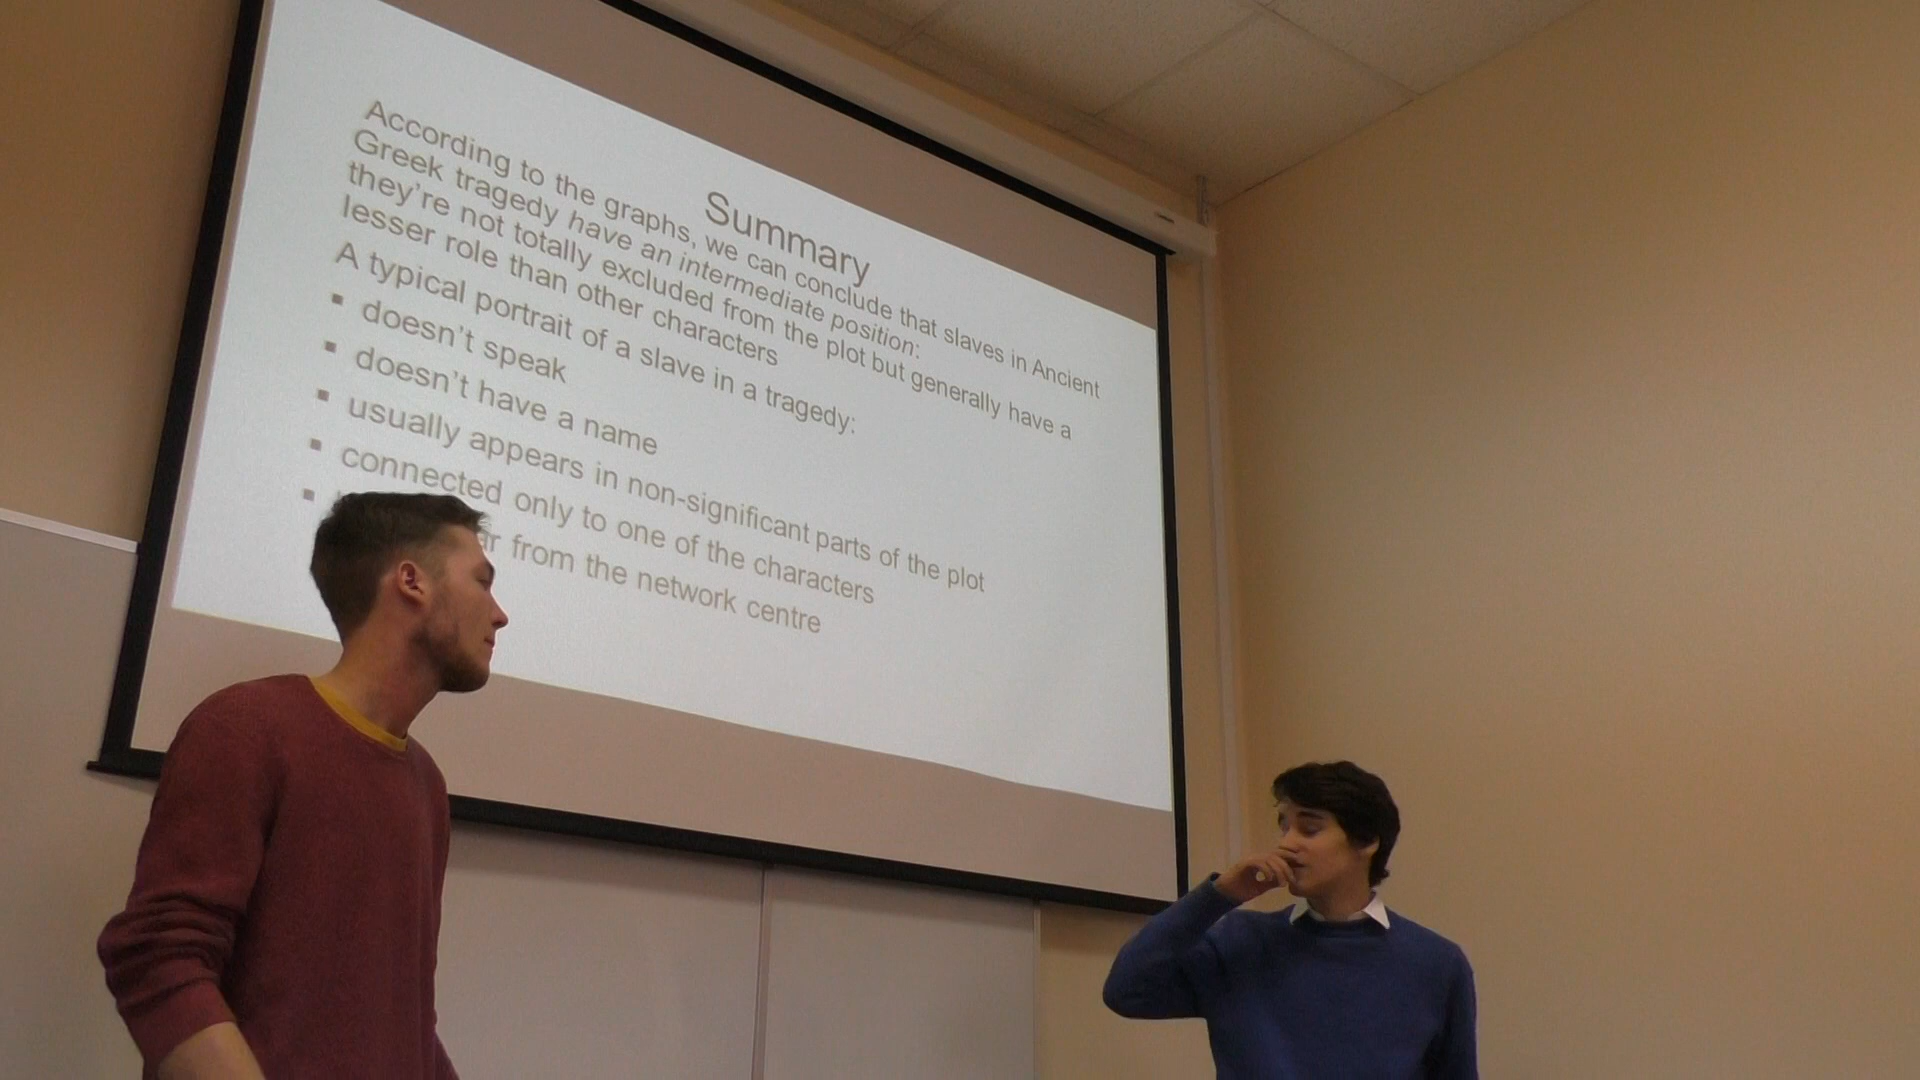 Summary
According to the graphs, we can conclude that slaves in Ancient
Greek tragedy have an intermediate position:
they're not totally excluded from the plot but generally have a
lesser role than other characters
A typical portrait of a slave in a tragedy:
▪ doesn't speak
▪ doesn't have a name
▪ usually appears in non-significant parts of the plot
▪ connected only to one of the characters
▪ from the network centre